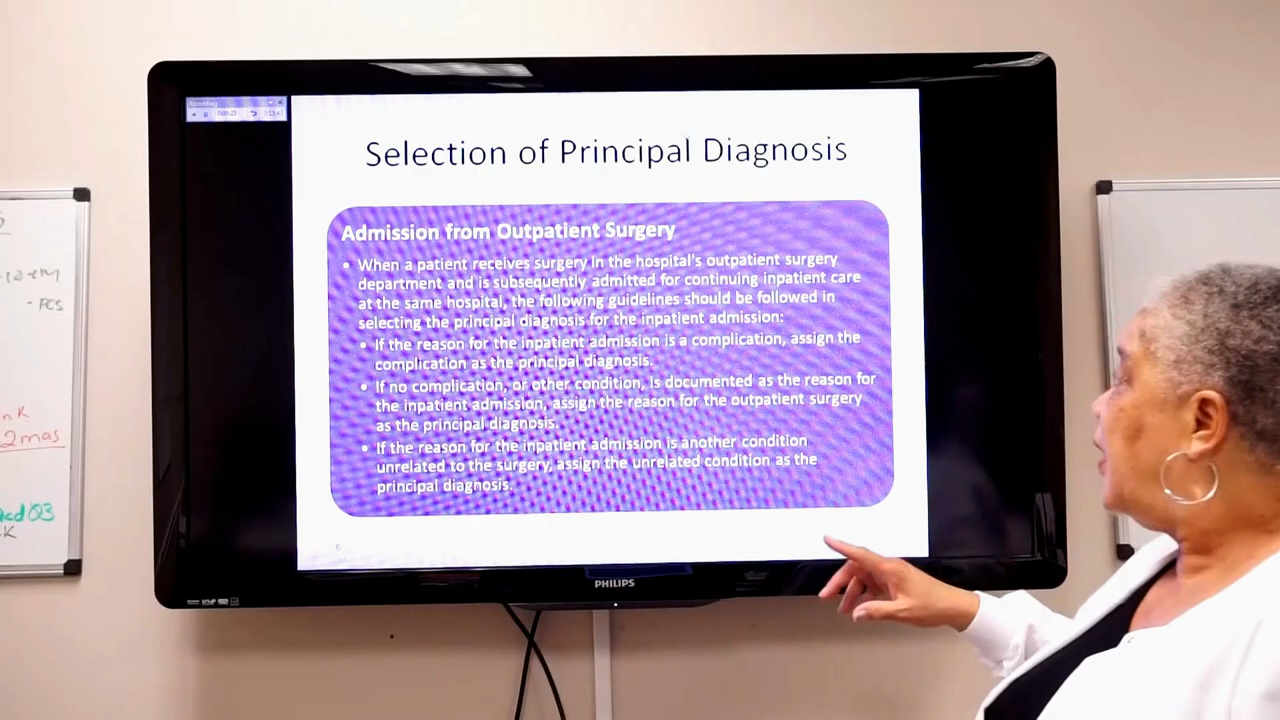 Recording
Selection of Principal Diagnosis
Admission from Outpatient Surgery
• When a patient receives surgery in the hospital's outpatient surgery
department and is subsequently admitted for continuing inpatient care
at the same hospital, the following guidelines should be followed in
selecting the principal diagnosis for the inpatient admission:
• If the reason for the inpatient admission is a complication, assign the
complication as the principal diagnosis.
• If no complication, or other condition, is documented as the reason for
the inpatient admission, assign the reason for the outpatient surgery
as the principal diagnosis.
• If the reason for the inpatient admission is another condition
unrelated to the surgery, assign the unrelated condition as the
principal diagnosis.
6
PHILIPS
- FCS
2mas
Q3